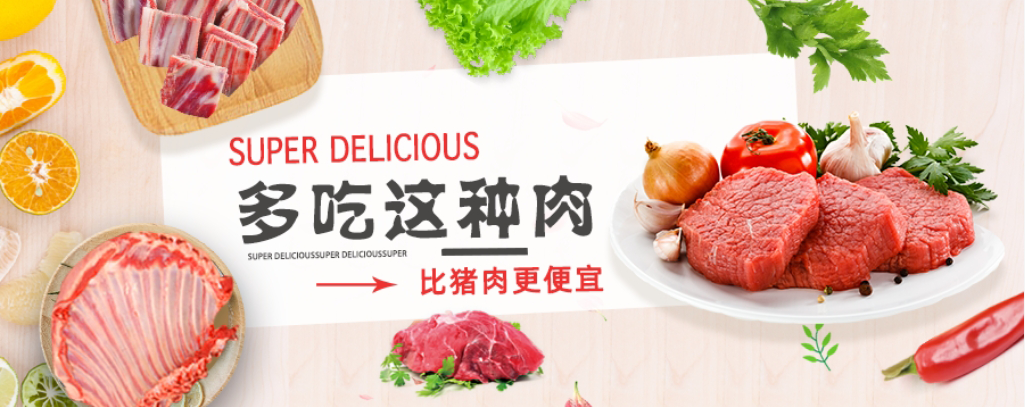 SUPER DELICIOUS
多吃这种肉
SUPER DELICIOUSSUPER DELICIOUSSUPER
比猪肉更便宜